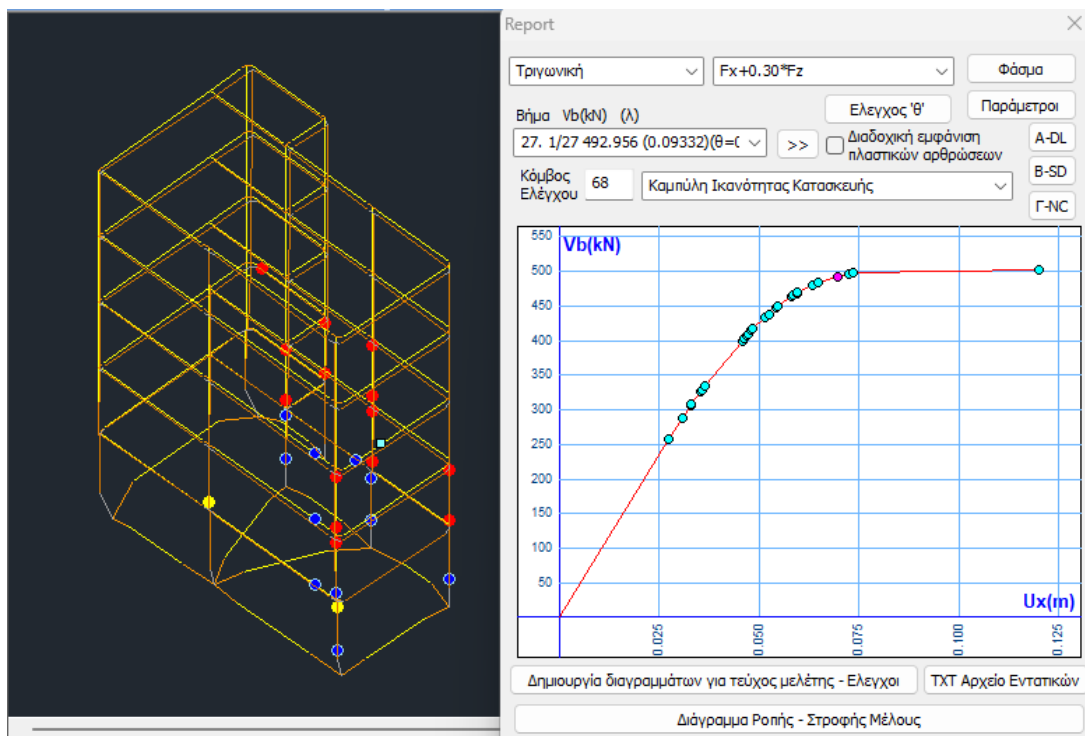 Report
Τριγωνική
Fx+0.30*Fz
Φάσμα
Βήμα Vb(kN) (λ)
Ελεγχος 'θ'
Παράμετροι
27. 1/27 492.956 (0.09332)(θ=(
>>
Διαδοχική εμφάνιση
πλαστικών αρθρώσεων
A-DL
B-SD
Γ-NC
Κόμβος
Ελέγχου
68
Καμπύλη Ικανότητας Κατασκευής
Vb(kN)
550
500
450
400
350
300
250
200
150
100
50
Ux(m)
0.025
0.050
0.075
0.100
0.125
Δημιουργία διαγραμμάτων για τεύχος μελέτης - Ελεγχοι
TXT Αρχείο Εντατικών
Διάγραμμα Ροπής - Στροφής Μέλους